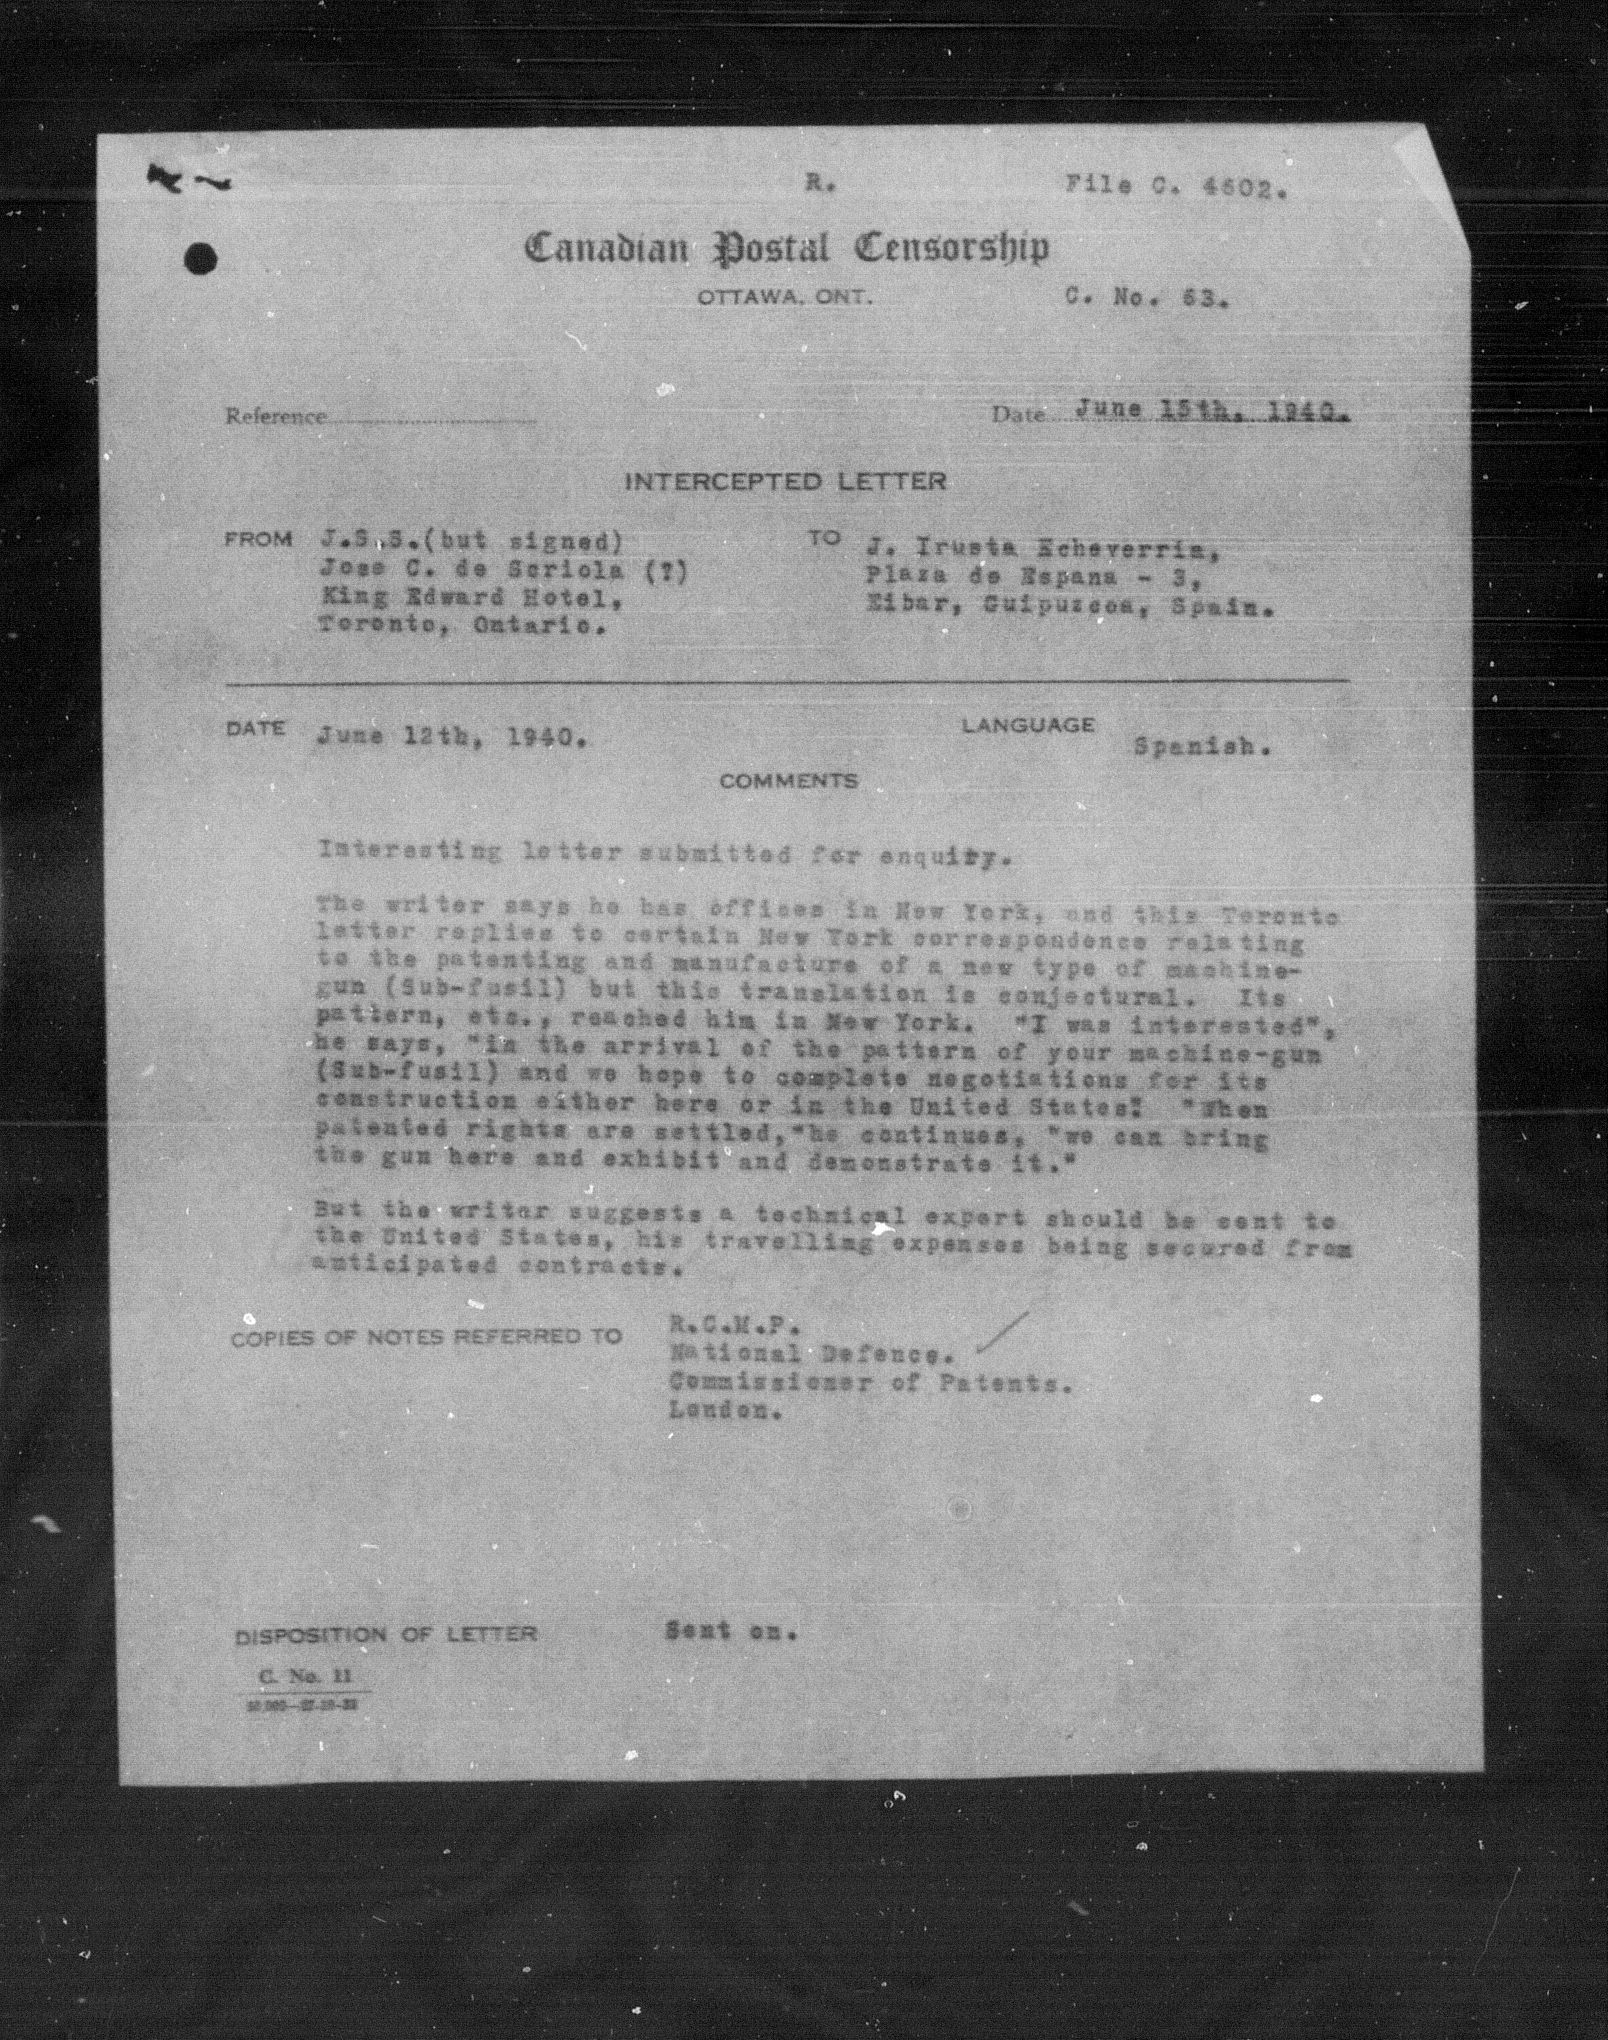 R.
File C. 4602.
Canadian Postal Censorship
OTTAWA, ONT.
C. No. 63.
Reference
Date June 15th, 1940.
INTERCEPTED LETTER
FROM J.S.S.(but signed)
Jose C. de Scriola (?)
King Edward Hotel,
Toronto, Ontario.
TO J. Irusta Echeverria,
Plaza de Espana - 3,
Eibar, Guipuzcoa, Spain.
DATE June 12th, 1940.
LANGUAGE Spanish.
COMMENTS
Interesting letter submitted for enquiry.
The writer says he has offices in New York, and this Toronto
letter replies to certain New York correspondence relating
to the patenting and manufacture of a new type of machine-
gun (Sub-fusil) but this translation is conjectural. Its
pattern, etc., reached him in New York. "I was interested",
he says, "in the arrival of the pattern of your machine-gun
(Sub-fusil) and we hope to complete negotiations for its
construction either here or in the United States". "When
patented rights are settled,"he continues, "we can bring
the gun here and exhibit and demonstrate it."
But the writer suggests a technical expert should be sent to
the United States, his travelling expenses being secured from
anticipated contracts.
COPIES OF NOTES REFERRED TO
R.C.M.P.
National Defence.
Commissioner of Patents.
London.
DISPOSITION OF LETTER
Sent on.
C. No. 11